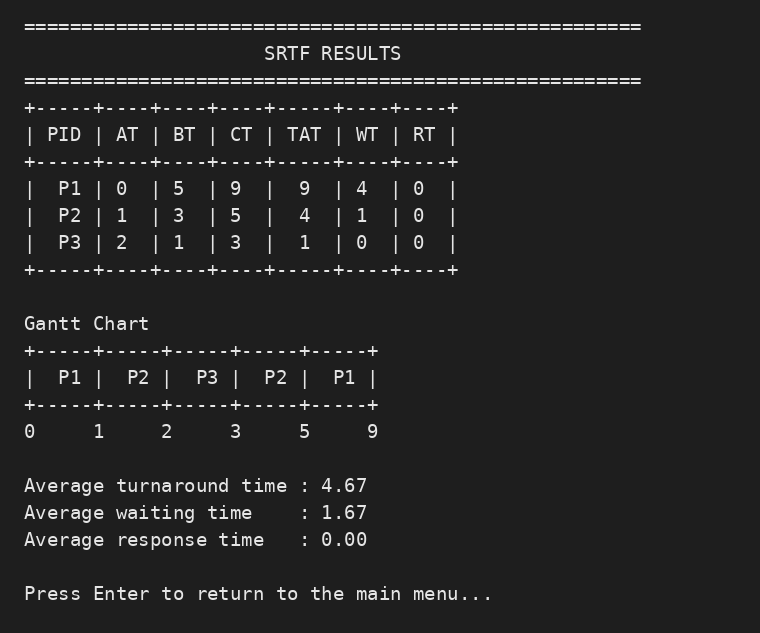 ======================================================
                     SRTF RESULTS
======================================================
+-----+----+----+----+-----+----+----+
| PID | AT | BT | CT | TAT | WT | RT |
+-----+----+----+----+-----+----+----+
|  P1 | 0  | 5  | 9  |  9  | 4  | 0  |
|  P2 | 1  | 3  | 5  |  4  | 1  | 0  |
|  P3 | 2  | 1  | 3  |  1  | 0  | 0  |
+-----+----+----+----+-----+----+----+

Gantt Chart
+-----+-----+-----+-----+-----+
|  P1 |  P2 |  P3 |  P2 |  P1 |
+-----+-----+-----+-----+-----+
0     1     2     3     5     9

Average turnaround time : 4.67
Average waiting time    : 1.67
Average response time   : 0.00

Press Enter to return to the main menu...